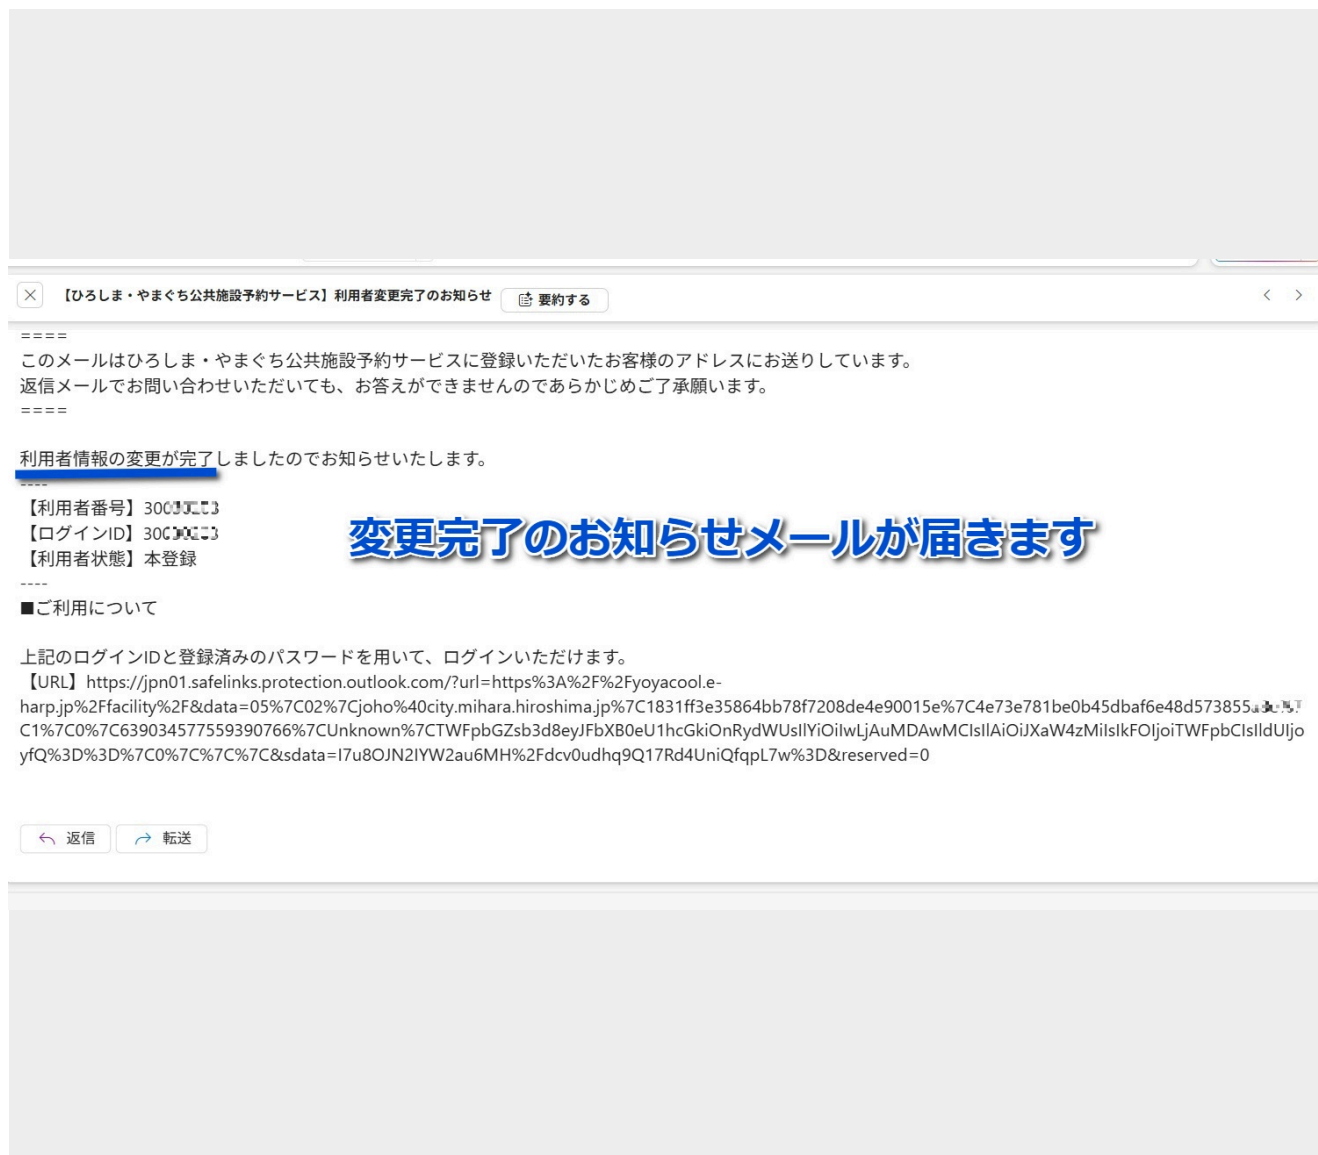 【ひろしま・やまぐち公共施設予約サービス】利用者変更完了のお知らせ
要約する
====
このメールはひろしま・やまぐち公共施設予約サービスに登録いただいたお客様のアドレスにお送りしています。
返信メールでお問い合わせいただいても、お答えができませんのであらかじめご了承願います。
====
利用者情報の変更が完了しましたのでお知らせいたします。
----
【利用者番号】300
【ログインID】300
【利用者状態】本登録
変更完了のお知らせメールが届きます
----
■ご利用について
上記のログインIDと登録済みのパスワードを用いて、ログインいただけます。
【URL】https://jpn01.safelinks.protection.outlook.com/?url=https%3A%2F%2Fyoyacool.e-
harp.jp%2Ffacility%2F&data=05%7C02%7Cjoho%40city.mihara.hiroshima.jp%7C1831ff3e35864bb78f7208de4e90015e%7C4e73e781be0b45dbaf6e48d573855
C1%7C0%7C639034577559390766%7CUnknown%7CTWFpbGZsb3d8eyJFbXB0eU1hcGkiOnRydWUsIlYiOiIwLjAuMDAwMCIsIlAiOiJXaW4zMiIsIkFOIjoiTWFpbCIsIldUIjo
yfQ%3D%3D%7C0%7C%7C%7C&sdata=I7u8OJN2IYW2au6MH%2Fdcv0udhq9Q17Rd4UniQfqpL7w%3D&reserved=0
返信
転送